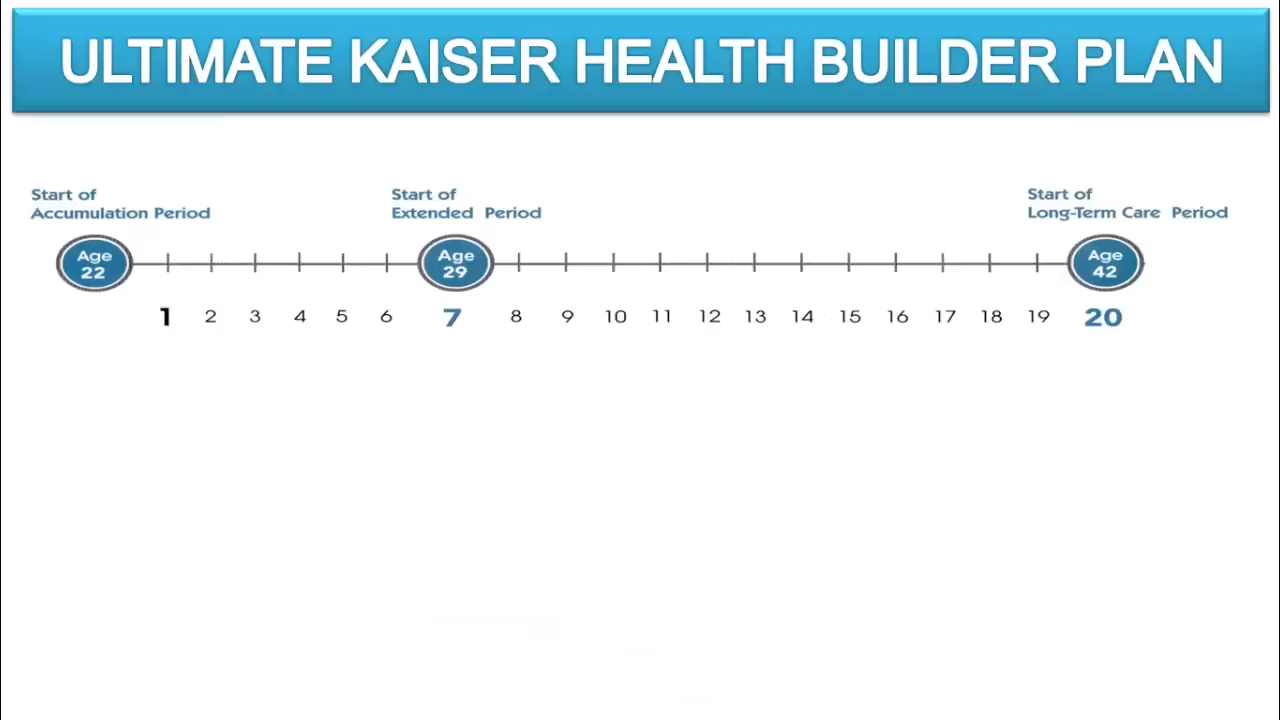 ULTIMATE KAISER HEALTH BUILDER PLAN
Start of
Accumulation Period
Start of
Extended Period
Start of
Long-Term Care Period
Age
22
Age
29
Age
42
1 2 3 4 5 6 7 8 9 10 11 12 13 14 15 16 17 18 19 20